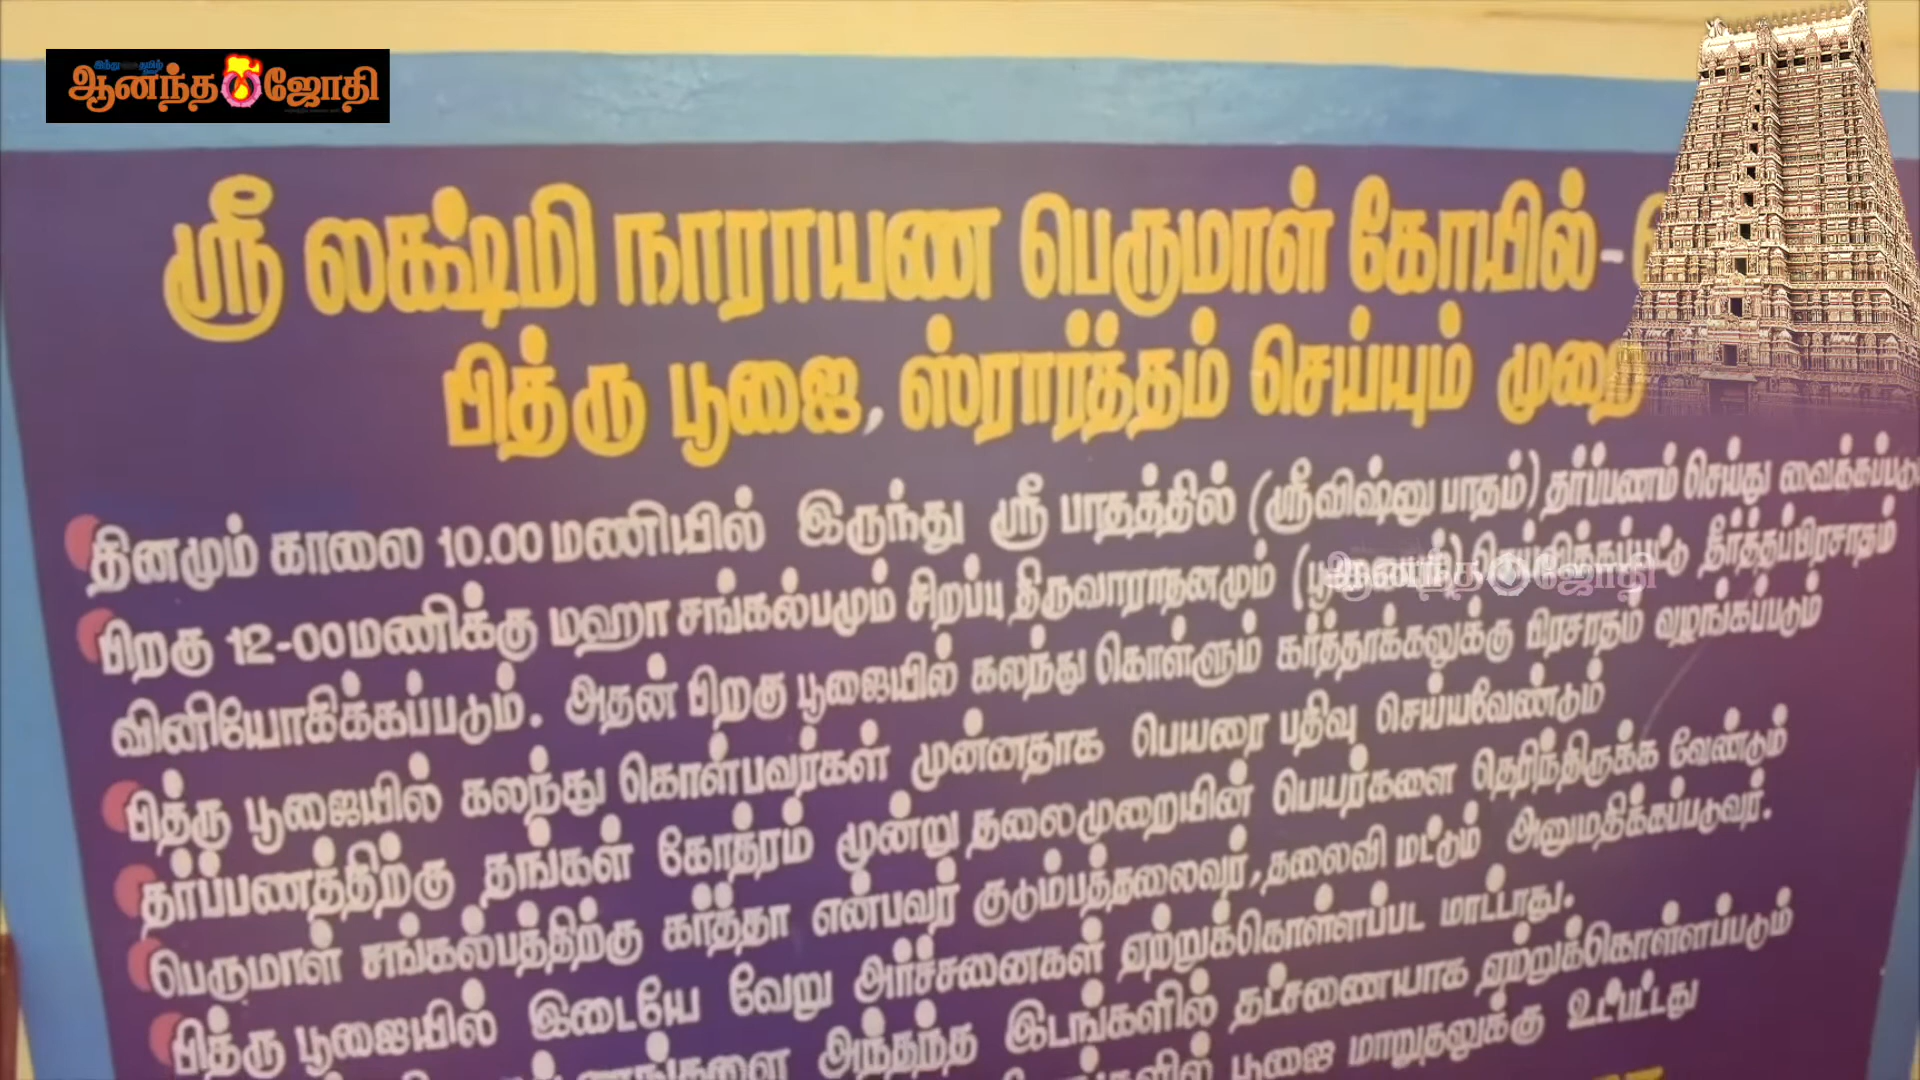 ஆனந்த ஜோதி
ஸ்ரீ லக்ஷ்மி நாராயண பெருமாள் கோயில் -
பித்ரு பூஜை, ஸ்ரார்த்தம் செய்யும் முறை
தினமும் காலை 10.00 மணியில் இருந்து ஸ்ரீ பாதத்தில் (ஸ்ரீவிஷ்னு பாதம்) தர்ப்பணம் செய்து வைக்கப்படு
பிறகு 12-00 மணிக்கு மஹா சங்கல்பமும் சிறப்பு திருவாராதனமும் (பூஜையும்) தீர்த்தப்பிரசாதம்
வினியோகிக்கப்படும். அதன் பிறகு பூஜையில் கலந்து கொள்ளும் கர்த்தாக்கலுக்கு பிரசாதம் வழங்கப்படும்
பித்ரு பூஜையில் கலந்து கொள்பவர்கள் முன்னதாக பெயரை பதிவு செய்யவேண்டும்
தர்ப்பணத்திற்கு தங்கள் கோத்ரம் மூன்று தலைமுறையின் பெயர்களை தெரிந்திருக்க வேண்டும்
பெருமாள் சங்கல்பத்திற்கு கர்த்தா என்பவர் குடும்பத்தலைவர், தலைவி மட்டும் அனுமதிக்கப்படுவர்.
பித்ரு பூஜையில் இடையே வேறு அர்ச்சனைகள் ஏற்றுக்கொள்ளப்பட மாட்டாது.
அந்தந்த இடங்களில் தட்சணையாக ஏற்றுக்கொள்ளப்படும்
பூஜை மாறுதலுக்கு உட்பட்டது